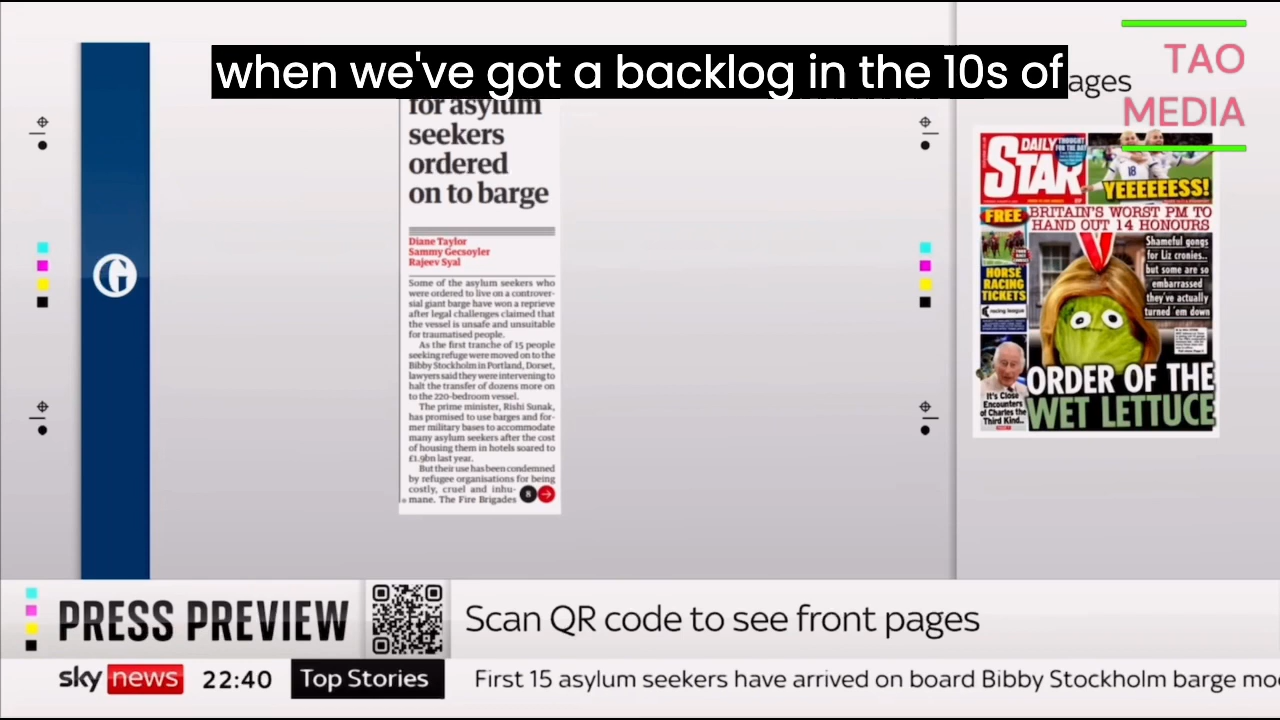 when we've got a backlog in the 10s of
TAO
MEDIA
ages
for asylum
seekers
ordered
on to barge
Diane Taylor
Sammy Gecsoyler
Rajeev Syal
Some of the asylum seekers who
were ordered to live on a controver-
sial giant barge have won a reprieve
after legal challenges claimed that
the vessel is unsafe and unsuitable
for traumatised people.
As the first tranche of 15 people
seeking refuge were moved on to the
Bibby Stockholm in Portland, Dorset,
lawyers said they were intervening to
halt the transfer of dozens more on
to the 220-bedroom vessel.
The prime minister, Rishi Sunak,
has promised to use barges and for-
mer military bases to accommodate
many asylum seekers after the cost
of housing them in hotels soared to
£1.9bn last year.
But their use has been condemned
by refugee organisations for being
costly, cruel and inhu-
mane. The Fire Brigades
8
DAILY
STAR
THOUGHT
FOR THE DAY
18
YEEEEEESS!
FREE
HORSE
RACING
TICKETS
racing league
BRITAIN'S WORST PM TO
HAND OUT 14 HONOURS
Shameful gongs
for Liz cronies..
but some are so
embarrassed
they've actually
turned 'em down
It's Close
Encounters
of Charles the
Third Kind..
ORDER OF THE
WET LETTUCE
PRESS PREVIEW
Scan QR code to see front pages
sky news 22:40 Top Stories First 15 asylum seekers have arrived on board Bibby Stockholm barge mo